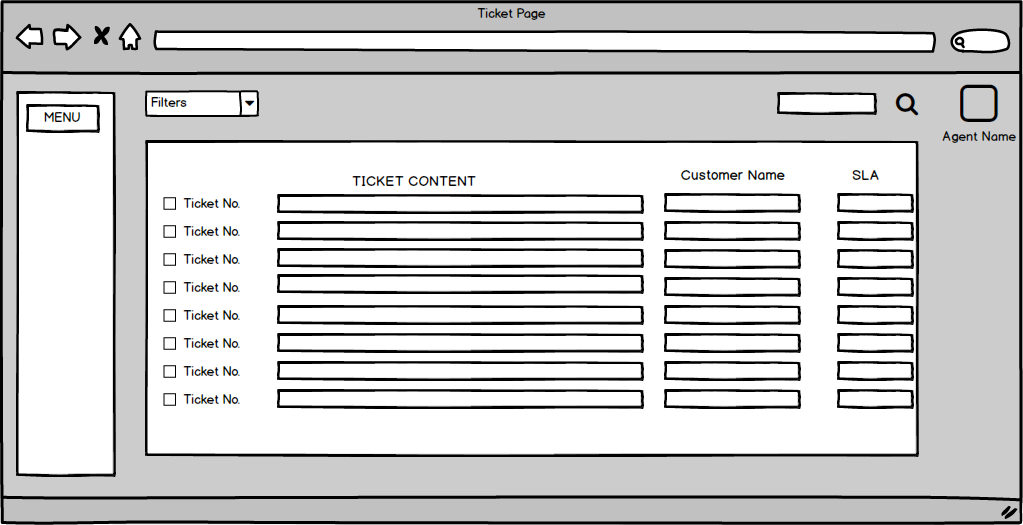 Ticket Page
Filters
MENU
Agent Name
TICKET CONTENT
Customer Name
SLA
Ticket No.
Ticket No.
Ticket No.
Ticket No.
Ticket No.
Ticket No.
Ticket No.
Ticket No.